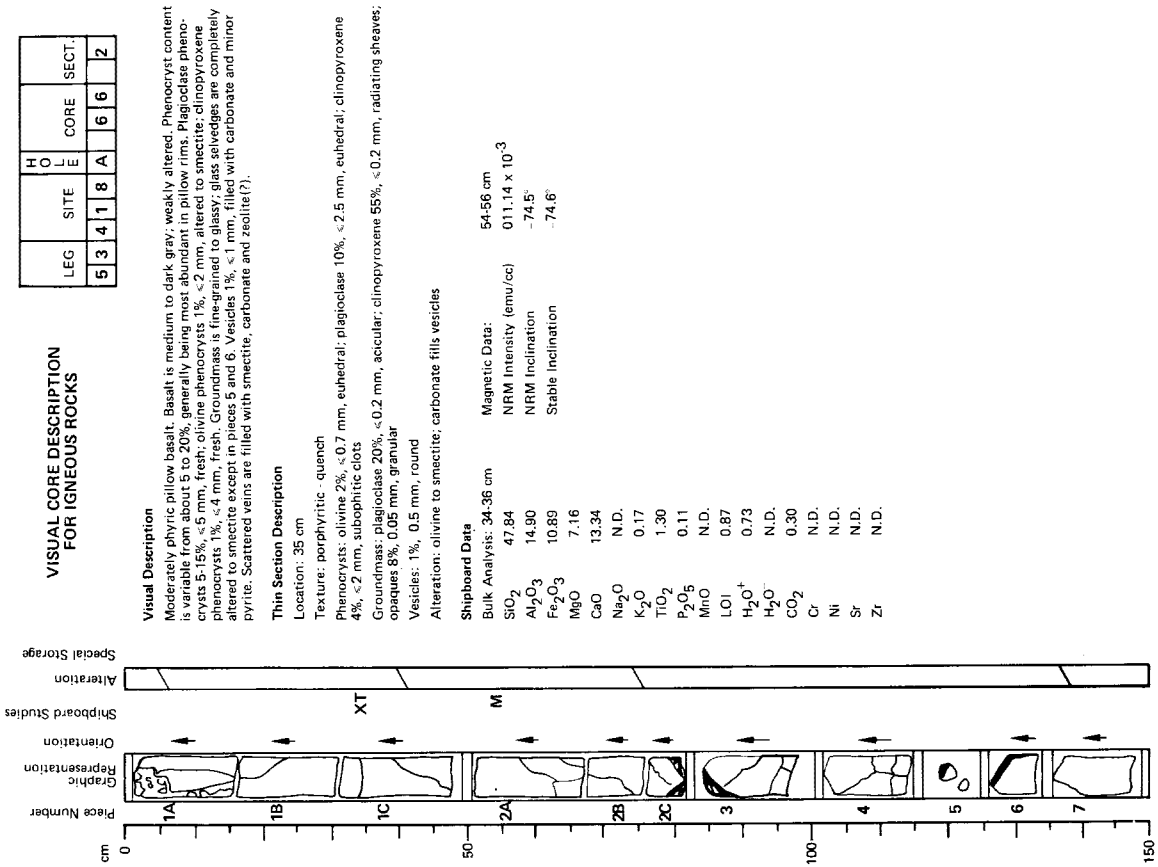 VISUAL CORE DESCRIPTION
FOR IGNEOUS ROCKS
LEG SITE HOLE CORE SECT.
5 3 4 1 8 A 6 6 2
cm
Piece Number
Graphic
Representation
Orientation
Shipboard Studies
Alteration
Special Storage
0
50
100
150
1A
1B
1C
2A
2B
2C
3
4
5
6
7
XT
M
Visual Description
Moderately phyric pillow basalt. Basalt is medium to dark gray; weakly altered. Phenocryst content
is variable from about 5 to 20%, generally being most abundant in pillow rims. Plagioclase pheno-
crysts 5-15%, ≤5 mm, fresh; olivine phenocrysts 1%, ≤2 mm, altered to smectite; clinopyroxene
phenocrysts 1%, ≤4 mm, fresh. Groundmass is fine-grained to glassy; glass selvedges are completely
altered to smectite except in pieces 5 and 6. Vesicles 1%, ≤1 mm, filled with carbonate and minor
pyrite. Scattered veins are filled with smectite, carbonate and zeolite(?).
Thin Section Description
Location: 35 cm
Texture: porphyritic - quench
Phenocrysts: olivine 2%, ≤0.7 mm, euhedral; plagioclase 10%, ≤2.5 mm, euhedral; clinopyroxene
4%, ≤2 mm, subophitic clots
Groundmass: plagioclase 20%, ≤0.2 mm, acicular; clinopyroxene 55%, ≤0.2 mm, radiating sheaves;
opaques 8%, 0.05 mm, granular
Vesicles: 1%, 0.5 mm, round
Alteration: olivine to smectite; carbonate fills vesicles
Shipboard Data
Bulk Analysis: 34-36 cm Magnetic Data: 54-56 cm
SiO2 47.84 NRM Intensity (emu/cc) 011.14 x 10-3
Al2O3 14.90 NRM Inclination -74.5°
Fe2O3 10.89 Stable Inclination -74.6°
MgO 7.16
CaO 13.34
Na2O N.D.
K2O 0.17
TiO2 1.30
P2O5 0.11
MnO N.D.
LOI 0.87
H2O+ 0.73
H2O- N.D.
CO2 0.30
Cr N.D.
Ni N.D.
Sr N.D.
Zr N.D.